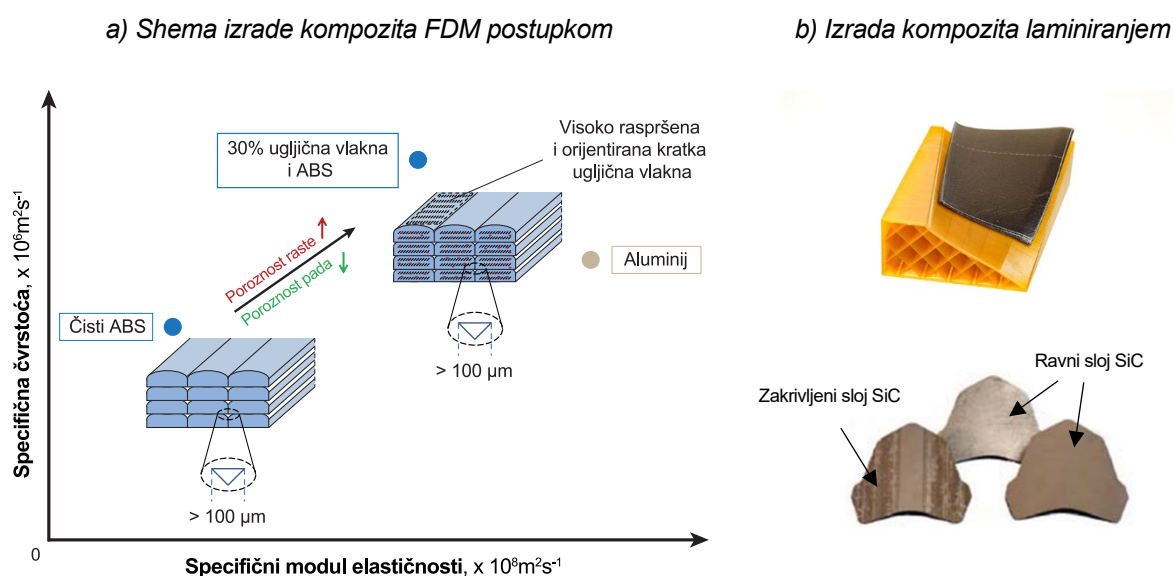 a) Shema izrade kompozita FDM postupkom
b) Izrada kompozita laminiranjem
Specifična čvrstoća, x 10⁶m²s⁻¹
30% ugljična vlakna
i ABS
Visoko raspršena
i orijentirana kratka
ugljična vlakna
Poroznost raste
Poroznost pada
Aluminij
Čisti ABS
> 100 µm
> 100 µm
0
Specifični modul elastičnosti, x 10⁸m²s⁻¹
Ravni sloj SiC
Zakrivljeni sloj SiC